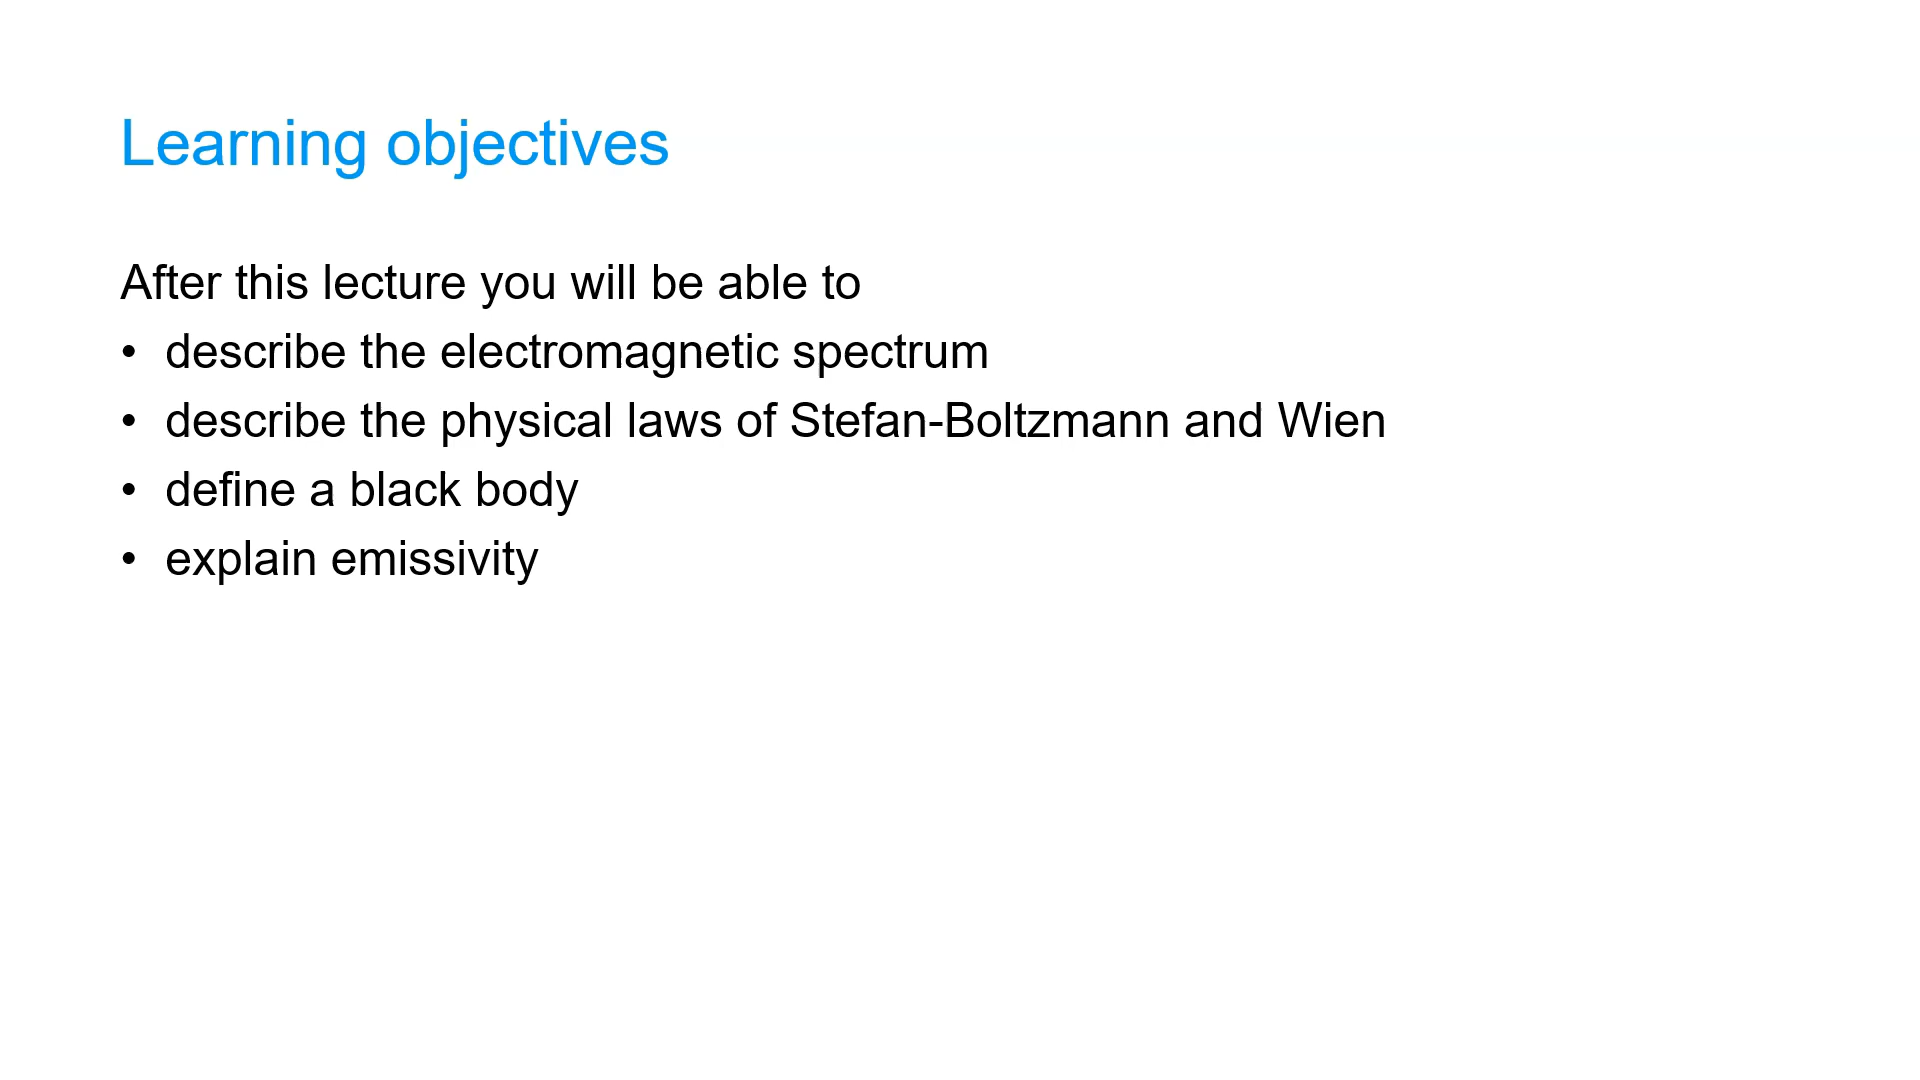 Learning objectives
After this lecture you will be able to
• describe the electromagnetic spectrum
• describe the physical laws of Stefan-Boltzmann and Wien
• define a black body
• explain emissivity